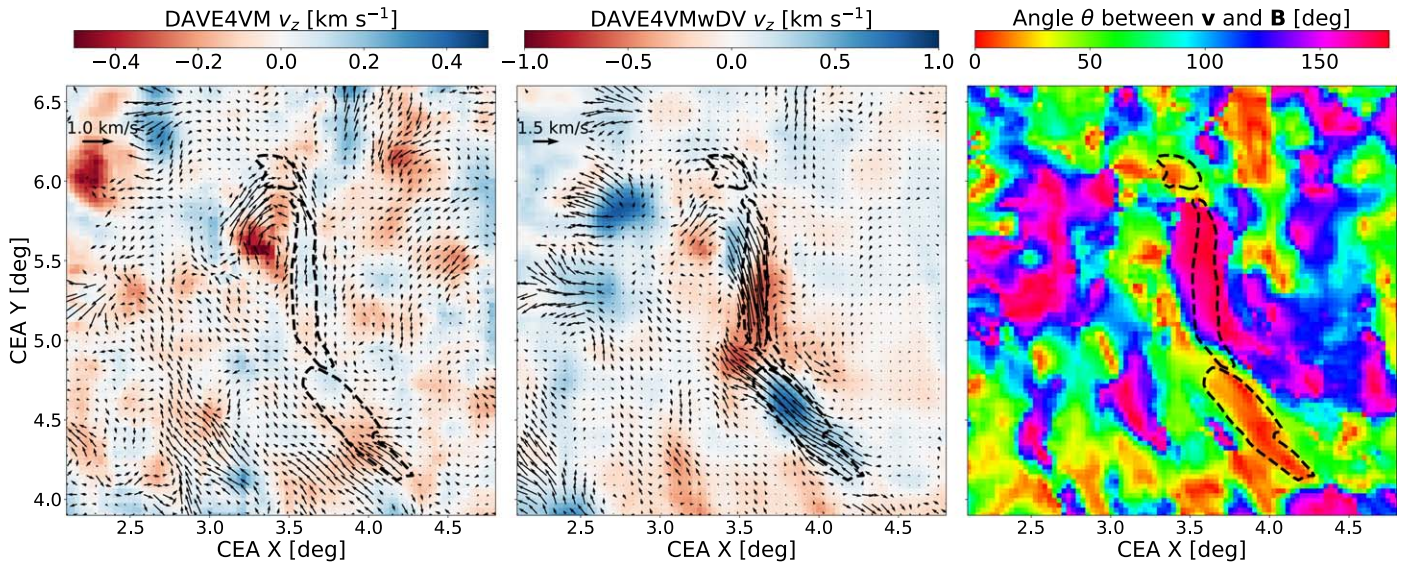 DAVE4VM v_z [km s⁻¹]
−0.4 −0.2 0.0 0.2 0.4
DAVE4VMwDV v_z [km s⁻¹]
−1.0 −0.5 0.0 0.5 1.0
Angle θ between v and B [deg]
0 50 100 150
CEA Y [deg]
6.5
6.0
5.5
5.0
4.5
4.0
1.0 km/s
1.5 km/s
2.5 3.0 3.5 4.0 4.5
CEA X [deg]
2.5 3.0 3.5 4.0 4.5
CEA X [deg]
2.5 3.0 3.5 4.0 4.5
CEA X [deg]